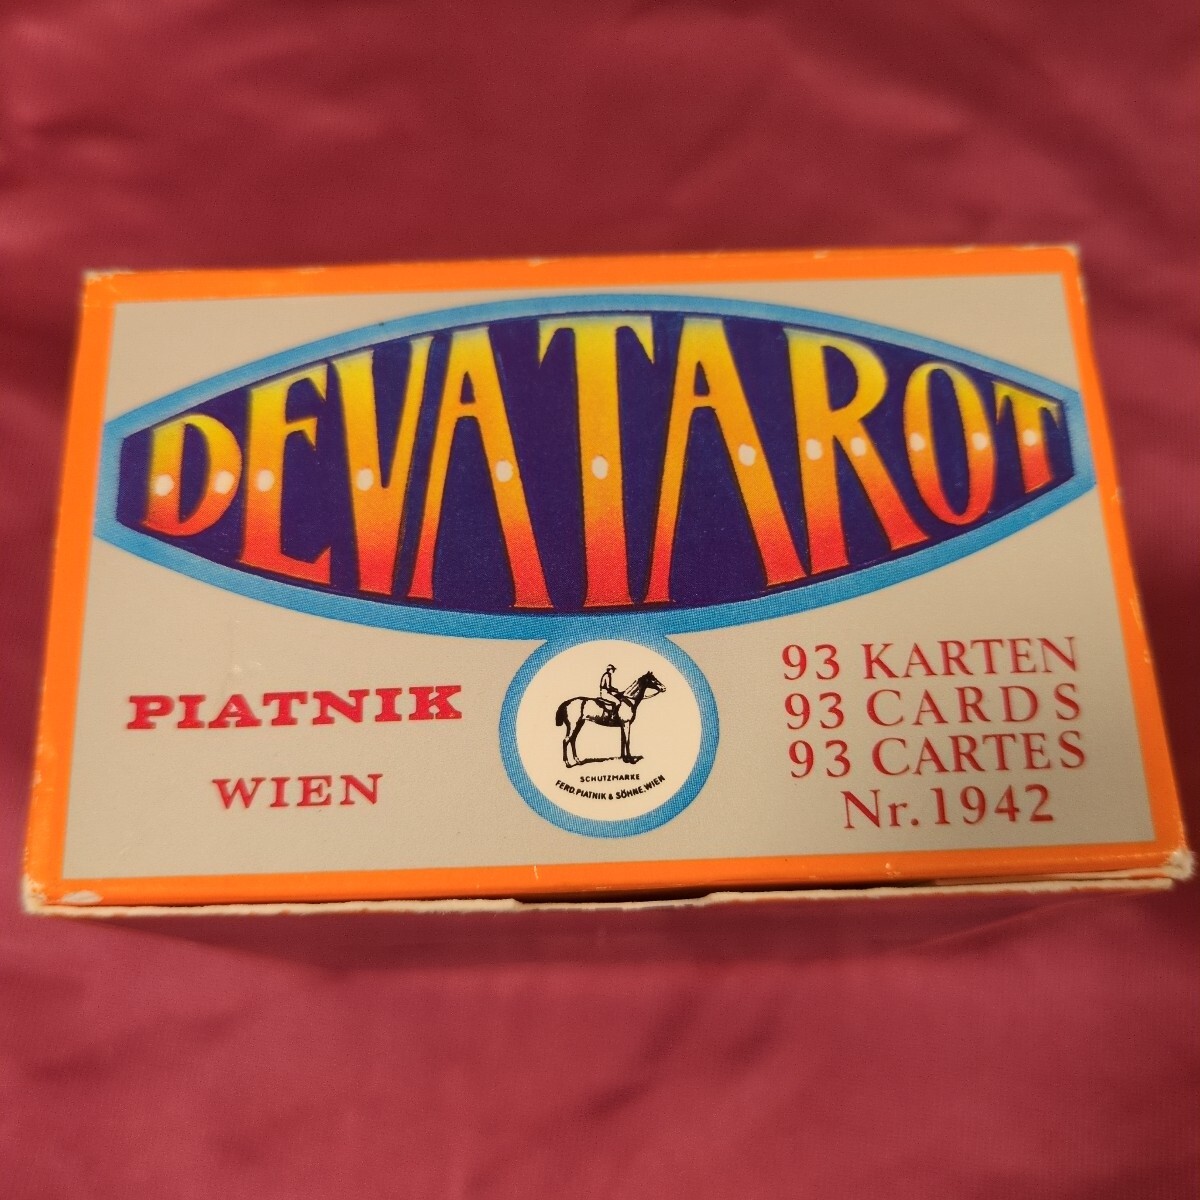 DEVATAROT
PIATNIK
WIEN
SCHUTZMARKE
FERD. PIATNIK & SÖHNE. WIEN
93 KARTEN
93 CARDS
93 CARTES
Nr. 1942